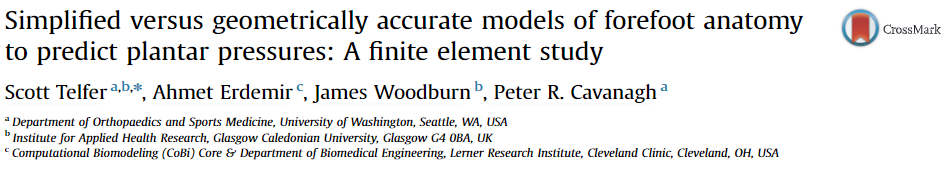 Simplified versus geometrically accurate models of forefoot anatomy
to predict plantar pressures: A finite element study
CrossMark
Scott Telfer a,b,*, Ahmet Erdemir c, James Woodburn b, Peter R. Cavanagh a
a Department of Orthopaedics and Sports Medicine, University of Washington, Seattle, WA, USA
b Institute for Applied Health Research, Glasgow Caledonian University, Glasgow G4 0BA, UK
c Computational Biomodeling (CoBi) Core & Department of Biomedical Engineering, Lerner Research Institute, Cleveland Clinic, Cleveland, OH, USA